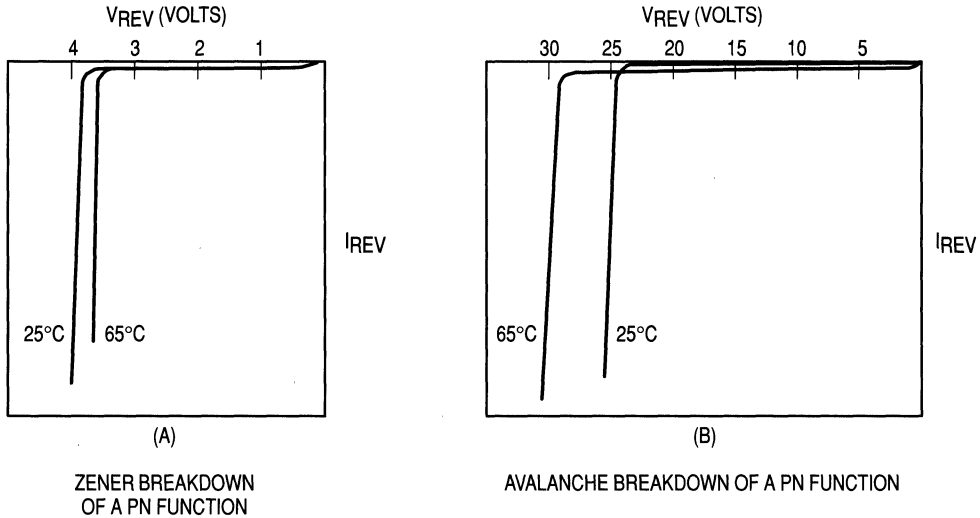 VREV (VOLTS)
4 3 2 1
IREV
25°C 65°C
(A)
ZENER BREAKDOWN
OF A PN FUNCTION
VREV (VOLTS)
30 25 20 15 10 5
IREV
65°C 25°C
(B)
AVALANCHE BREAKDOWN OF A PN FUNCTION